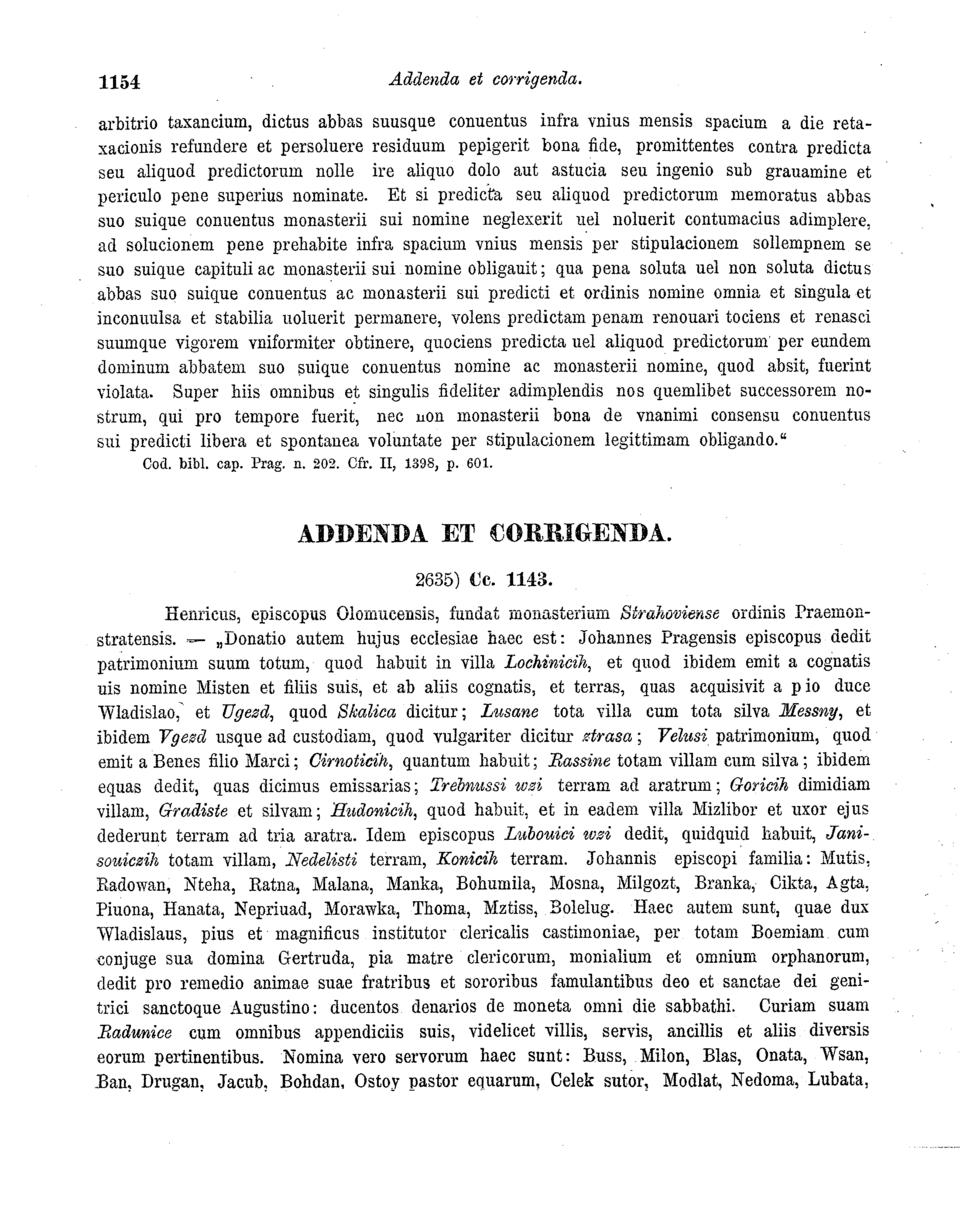 1154 Addenda et corrigenda.
arbitrio taxancium, dictus abbas suusque conuentus infra vnius mensis spacium a die reta-
xacionis refundere et persoluere residuum pepigerit bona fide, promittentes contra predicta
seu aliquod predictorum nolle ire aliquo dolo aut astucia seu ingenio sub grauamine et
periculo pene superius nominate. Et si predicta seu aliquod predictorum memoratus abbas
suo suique conuentus monasterii sui nomine neglexerit uel noluerit contumacius adimplere,
ad solucionem pene prehabite infra spacium vnius mensis per stipulacionem sollempnem se
suo suique capituli ac monasterii sui nomine obligauit; qua pena soluta uel non soluta dictus
abbas suo suique conuentus ac monasterii sui predicti et ordinis nomine omnia et singula et
inconuulsa et stabilia uoluerit permanere, volens predictam penam renouari tociens et renasci
suumque vigorem vniformiter obtinere, quociens predicta uel aliquod predictorum per eundem
dominum abbatem suo suique conuentus nomine ac monasterii nomine, quod absit, fuerint
violata. Super hiis omnibus et singulis fideliter adimplendis nos quemlibet successorem no-
strum, qui pro tempore fuerit, nec non monasterii bona de vnanimi consensu conuentus
sui predicti libera et spontanea voluntate per stipulacionem legittimam obligando.“
Cod. bibl. cap. Prag. n. 202. Cfr. II, 1398, p. 601.
ADDENDA ET CORRIGENDA.
2635) Cc. 1143.
Henricus, episcopus Olomucensis, fundat monasterium Strahoviense ordinis Praemon-
stratensis. — „Donatio autem hujus ecclesiae haec est: Johannes Pragensis episcopus dedit
patrimonium suum totum, quod habuit in villa Lochinicih, et quod ibidem emit a cognatis
uis nomine Misten et filiis suis, et ab aliis cognatis, et terras, quas acquisivit a pio duce
Wladislao, et Ugezd, quod Skalica dicitur; Lusane tota villa cum tota silva Messny, et
ibidem Vgezd usque ad custodiam, quod vulgariter dicitur ztrasa; Velusi patrimonium, quod
emit a Benes filio Marci; Cirnoticih, quantum habuit; Rassine totam villam cum silva; ibidem
equas dedit, quas dicimus emissarias; Trebnussi wzi terram ad aratrum; Goricih dimidiam
villam, Gradiste et silvam; Hudonicih, quod habuit, et in eadem villa Mizlibor et uxor ejus
dederunt terram ad tria aratra. Idem episcopus Lubouici wzi dedit, quidquid habuit, Jani-
souiczih totam villam, Nedelisti terram, Konicih terram. Johannis episcopi familia: Mutis,
Radowan, Nteha, Ratna, Malana, Manka, Bohumila, Mosna, Milgozt, Branka, Cikta, Agta,
Piuona, Hanata, Nepriuad, Morawka, Thoma, Mztiss, Bolelug. Haec autem sunt, quae dux
Wladislaus, pius et magnificus institutor clericalis castimoniae, per totam Boemiam cum
conjuge sua domina Gertruda, pia matre clericorum, monialium et omnium orphanorum,
dedit pro remedio animae suae fratribus et sororibus famulantibus deo et sanctae dei geni-
trici sanctoque Augustino: ducentos denarios de moneta omni die sabbathi. Curiam suam
Radunice cum omnibus appendiciis suis, videlicet villis, servis, ancillis et aliis diversis
eorum pertinentibus. Nomina vero servorum haec sunt: Buss, Milon, Blas, Onata, Wsan,
Ban, Drugan, Jacub, Bohdan, Ostoy pastor equarum, Celek sutor, Modlat, Nedoma, Lubata,